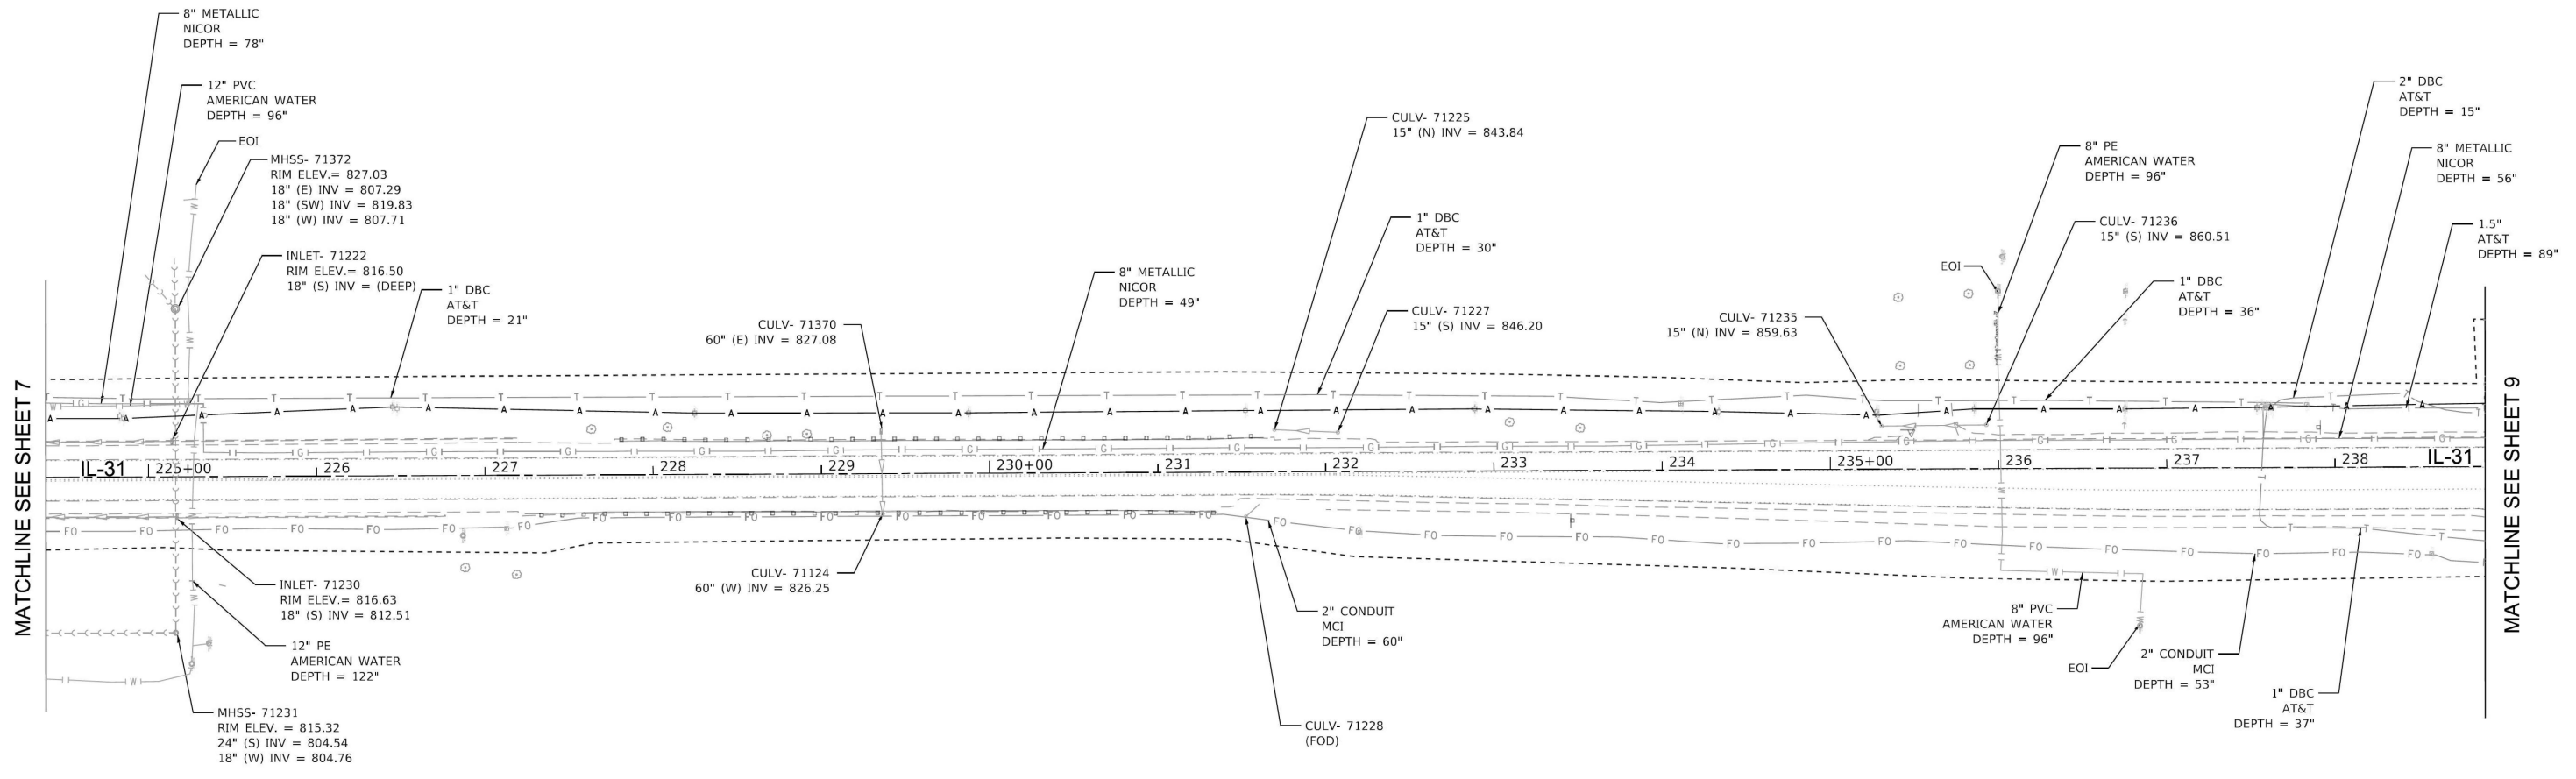 8" METALLIC
NICOR
DEPTH = 78"
12" PVC
AMERICAN WATER
DEPTH = 96"
EOI
MHSS- 71372
RIM ELEV.= 827.03
18" (E) INV = 807.29
18" (SW) INV = 819.83
18" (W) INV = 807.71
INLET- 71222
RIM ELEV.= 816.50
18" (S) INV = (DEEP)
1" DBC
AT&T
DEPTH = 21"
CULV- 71370
60" (E) INV = 827.08
8" METALLIC
NICOR
DEPTH = 49"
CULV- 71225
15" (N) INV = 843.84
1" DBC
AT&T
DEPTH = 30"
CULV- 71227
15" (S) INV = 846.20
CULV- 71235
15" (N) INV = 859.63
EOI
8" PE
AMERICAN WATER
DEPTH = 96"
CULV- 71236
15" (S) INV = 860.51
1" DBC
AT&T
DEPTH = 36"
2" DBC
AT&T
DEPTH = 15"
8" METALLIC
NICOR
DEPTH = 56"
1.5"
AT&T
DEPTH = 89"
MATCHLINE SEE SHEET 7
IL-31 225+00 226 227 228 229 230+00 231 232 233 234 235+00 236 237 238 IL-31
MATCHLINE SEE SHEET 9
INLET- 71230
RIM ELEV.= 816.63
18" (S) INV = 812.51
12" PE
AMERICAN WATER
DEPTH = 122"
MHSS- 71231
RIM ELEV. = 815.32
24" (S) INV = 804.54
18" (W) INV = 804.76
CULV- 71124
60" (W) INV = 826.25
2" CONDUIT
MCI
DEPTH = 60"
CULV- 71228
(FOD)
8" PVC
AMERICAN WATER
DEPTH = 96"
EOI
2" CONDUIT
MCI
DEPTH = 53"
1" DBC
AT&T
DEPTH = 37"